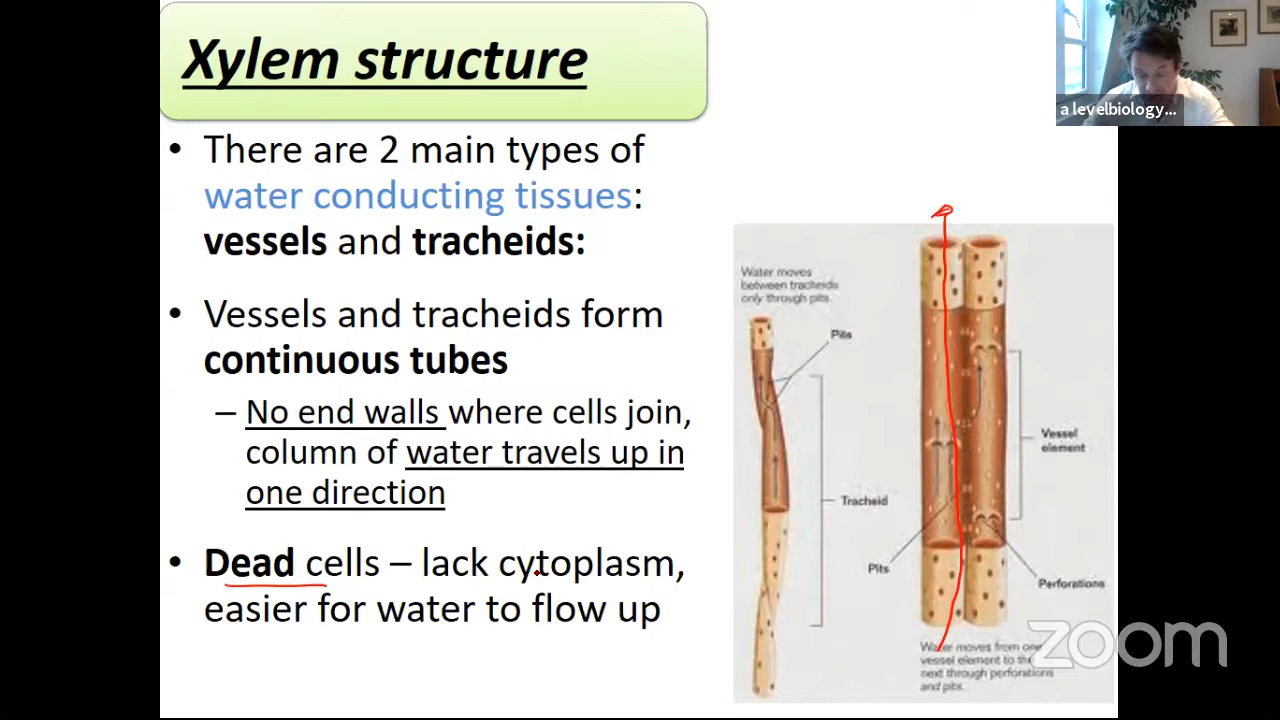 Xylem structure
• There are 2 main types of
water conducting tissues:
vessels and tracheids:
• Vessels and tracheids form
continuous tubes
– No end walls where cells join,
column of water travels up in
one direction
• Dead cells – lack cytoplasm,
easier for water to flow up
Water moves
between tracheids
only through pits.
Pits
Tracheid
Vessel
element
Pits
Perforations
Water moves from one
vessel element to the
next through perforations
and pits.
a levelbiology...
zoom